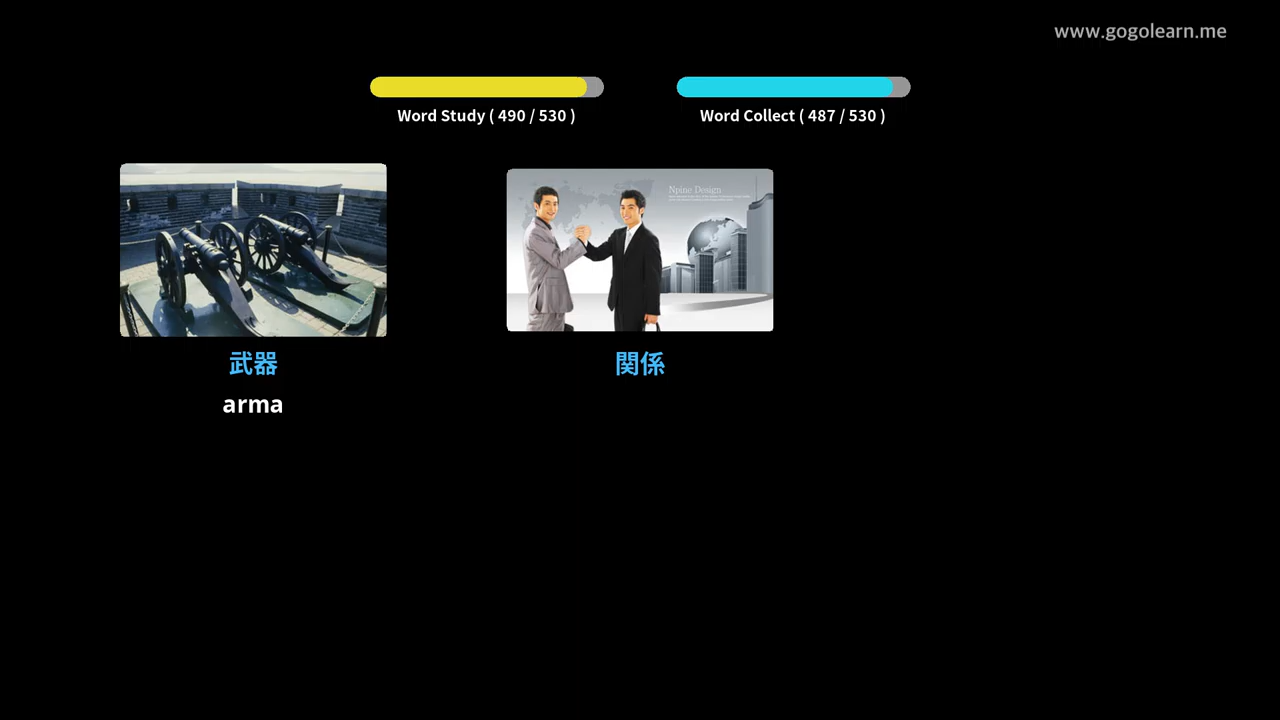 www.gogolearn.me
Word Study ( 490 / 530 )
Word Collect ( 487 / 530 )
Npine Design
武器
関係
arma